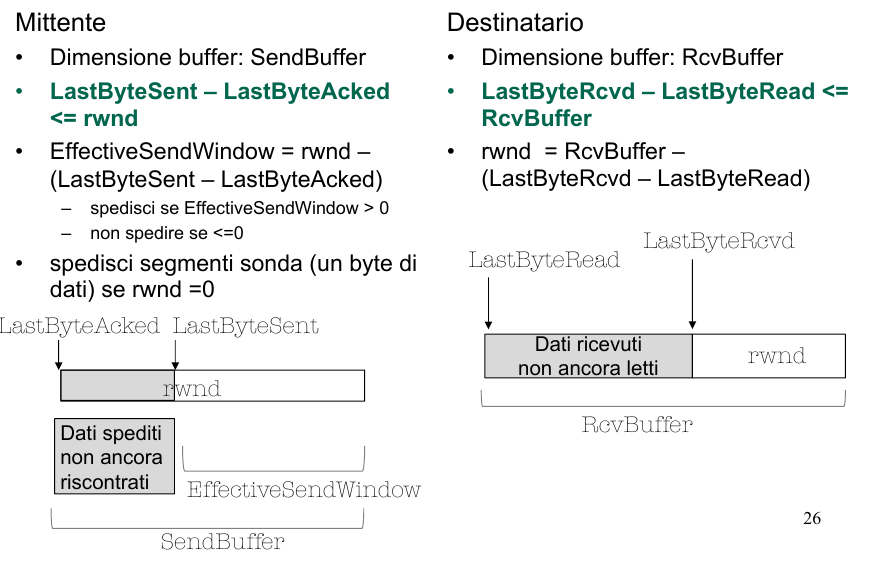 Mittente
• Dimensione buffer: SendBuffer
• LastByteSent – LastByteAcked
<= rwnd
• EffectiveSendWindow = rwnd –
(LastByteSent – LastByteAcked)
– spedisci se EffectiveSendWindow > 0
– non spedire se <=0
• spedisci segmenti sonda (un byte di
dati) se rwnd =0
LastByteAcked LastByteSent
rwnd
Dati spediti
non ancora
riscontrati
EffectiveSendWindow
SendBuffer
Destinatario
• Dimensione buffer: RcvBuffer
• LastByteRcvd – LastByteRead <=
RcvBuffer
• rwnd = RcvBuffer –
(LastByteRcvd – LastByteRead)
LastByteRcvd
LastByteRead
Dati ricevuti
non ancora letti
rwnd
RcvBuffer
26